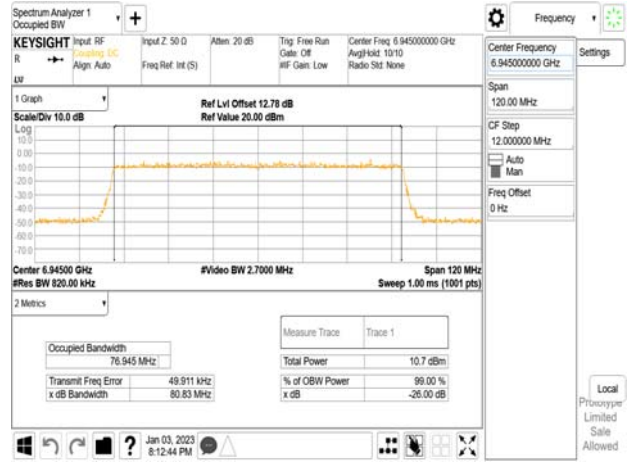 Spectrum Analyzer 1
Occupied BW
+
Frequency
KEYSIGHT
R
Input: RF
Coupling: DC
Align: Auto
Input Z: 50 Ω
Freq Ref: Int (S)
Atten: 20 dB
Trig: Free Run
Gate: Off
#IF Gain: Low
Center Freq: 6.945000000 GHz
Avg|Hold: 10/10
Radio Std: None
Center Frequency
6.945000000 GHz
Settings
Span
120.00 MHz
CF Step
12.000000 MHz
Auto
Man
Freq Offset
0 Hz
1 Graph
Scale/Div 10.0 dB
Ref Lvl Offset 12.78 dB
Ref Value 20.00 dBm
Log
10.0
0.00
-10.0
-20.0
-30.0
-40.0
-50.0
-60.0
-70.0
Center 6.94500 GHz
#Res BW 820.00 kHz
#Video BW 2.7000 MHz
Span 120 MHz
Sweep 1.00 ms (1001 pts)
2 Metrics
Measure Trace
Trace 1
Occupied Bandwidth
76.945 MHz
Total Power
10.7 dBm
Transmit Freq Error
49.911 kHz
% of OBW Power
99.00 %
x dB Bandwidth
80.83 MHz
x dB
-26.00 dB
Local
Prototype
Limited
Sale
Allowed
?
Jan 03, 2023
8:12:44 PM